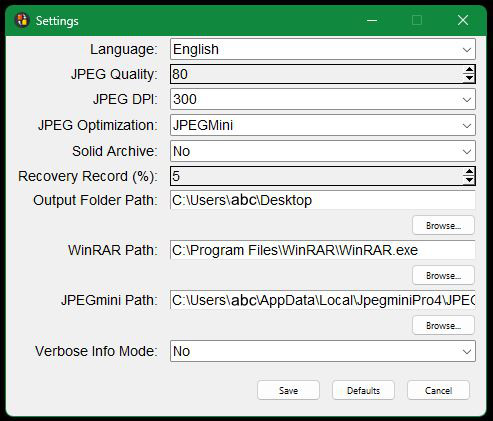 Settings
Language: English
JPEG Quality: 80
JPEG DPI: 300
JPEG Optimization: JPEGMini
Solid Archive: No
Recovery Record (%): 5
Output Folder Path: C:\Users\abc\Desktop
Browse...
WinRAR Path: C:\Program Files\WinRAR\WinRAR.exe
Browse...
JPEGmini Path: C:\Users\abc\AppData\Local\JpegminiPro4\JPEG
Browse...
Verbose Info Mode: No
Save Defaults Cancel